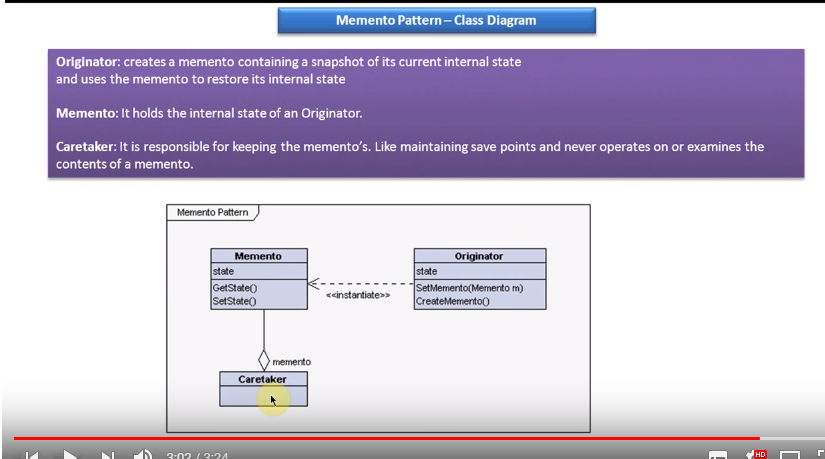 Memento Pattern – Class Diagram
Originator: creates a memento containing a snapshot of its current internal state
and uses the memento to restore its internal state
Memento: It holds the internal state of an Originator.
Caretaker: It is responsible for keeping the memento's. Like maintaining save points and never operates on or examines the
contents of a memento.
Memento Pattern
Memento
state
GetState()
SetState()
<<instantiate>>
Originator
state
SetMemento(Memento m)
CreateMemento()
memento
Caretaker
3:02 / 3:24
HD